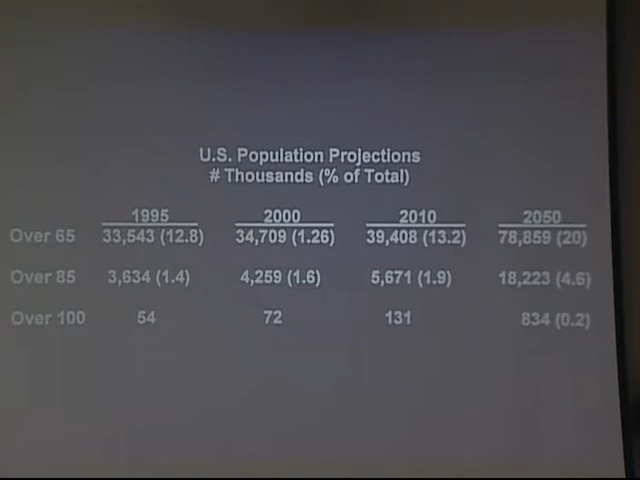 U.S. Population Projections
# Thousands (% of Total)
1995 2000 2010 2050
Over 65 33,543 (12.8) 34,709 (1.26) 39,408 (13.2) 78,859 (20)
Over 85 3,634 (1.4) 4,259 (1.6) 5,671 (1.9) 18,223 (4.6)
Over 100 54 72 131 834 (0.2)